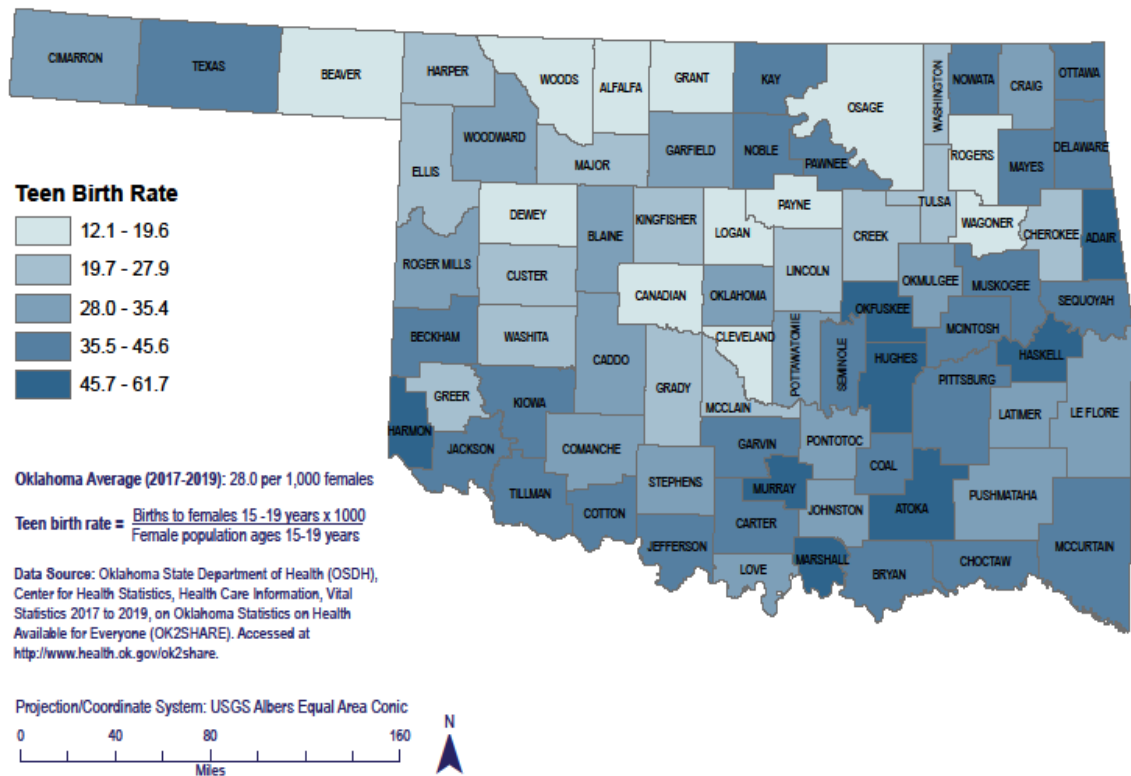 CIMARRON
TEXAS
BEAVER
HARPER
WOODS
ALFALFA
GRANT
KAY
OSAGE
WASHINGTON
NOWATA
CRAIG
OTTAWA
WOODWARD
ELLIS
MAJOR
GARFIELD
NOBLE
PAWNEE
ROGERS
MAYES
DELAWARE
Teen Birth Rate
12.1 - 19.6
19.7 - 27.9
28.0 - 35.4
35.5 - 45.6
45.7 - 61.7
DEWEY
BLAINE
KINGFISHER
LOGAN
PAYNE
CREEK
TULSA
WAGONER
CHEROKEE
ADAIR
ROGER MILLS
CUSTER
CANADIAN
OKLAHOMA
LINCOLN
OKMULGEE
MUSKOGEE
SEQUOYAH
BECKHAM
WASHITA
CADDO
CLEVELAND
POTTAWATOMIE
SEMINOLE
OKFUSKEE
HUGHES
MCINTOSH
HASKELL
PITTSBURG
GREER
KIOWA
GRADY
MCCLAIN
LATIMER
LE FLORE
HARMON
JACKSON
COMANCHE
GARVIN
PONTOTOC
COAL
TILLMAN
COTTON
STEPHENS
MURRAY
JOHNSTON
ATOKA
PUSHMATAHA
JEFFERSON
CARTER
LOVE
MARSHALL
BRYAN
CHOCTAW
MCCURTAIN
Oklahoma Average (2017-2019): 28.0 per 1,000 females
Teen birth rate = Births to females 15 -19 years x 1000
Female population ages 15-19 years
Data Source: Oklahoma State Department of Health (OSDH),
Center for Health Statistics, Health Care Information, Vital
Statistics 2017 to 2019, on Oklahoma Statistics on Health
Available for Everyone (OK2SHARE). Accessed at
http://www.health.ok.gov/ok2share.
Projection/Coordinate System: USGS Albers Equal Area Conic
0 40 80 160
Miles
N